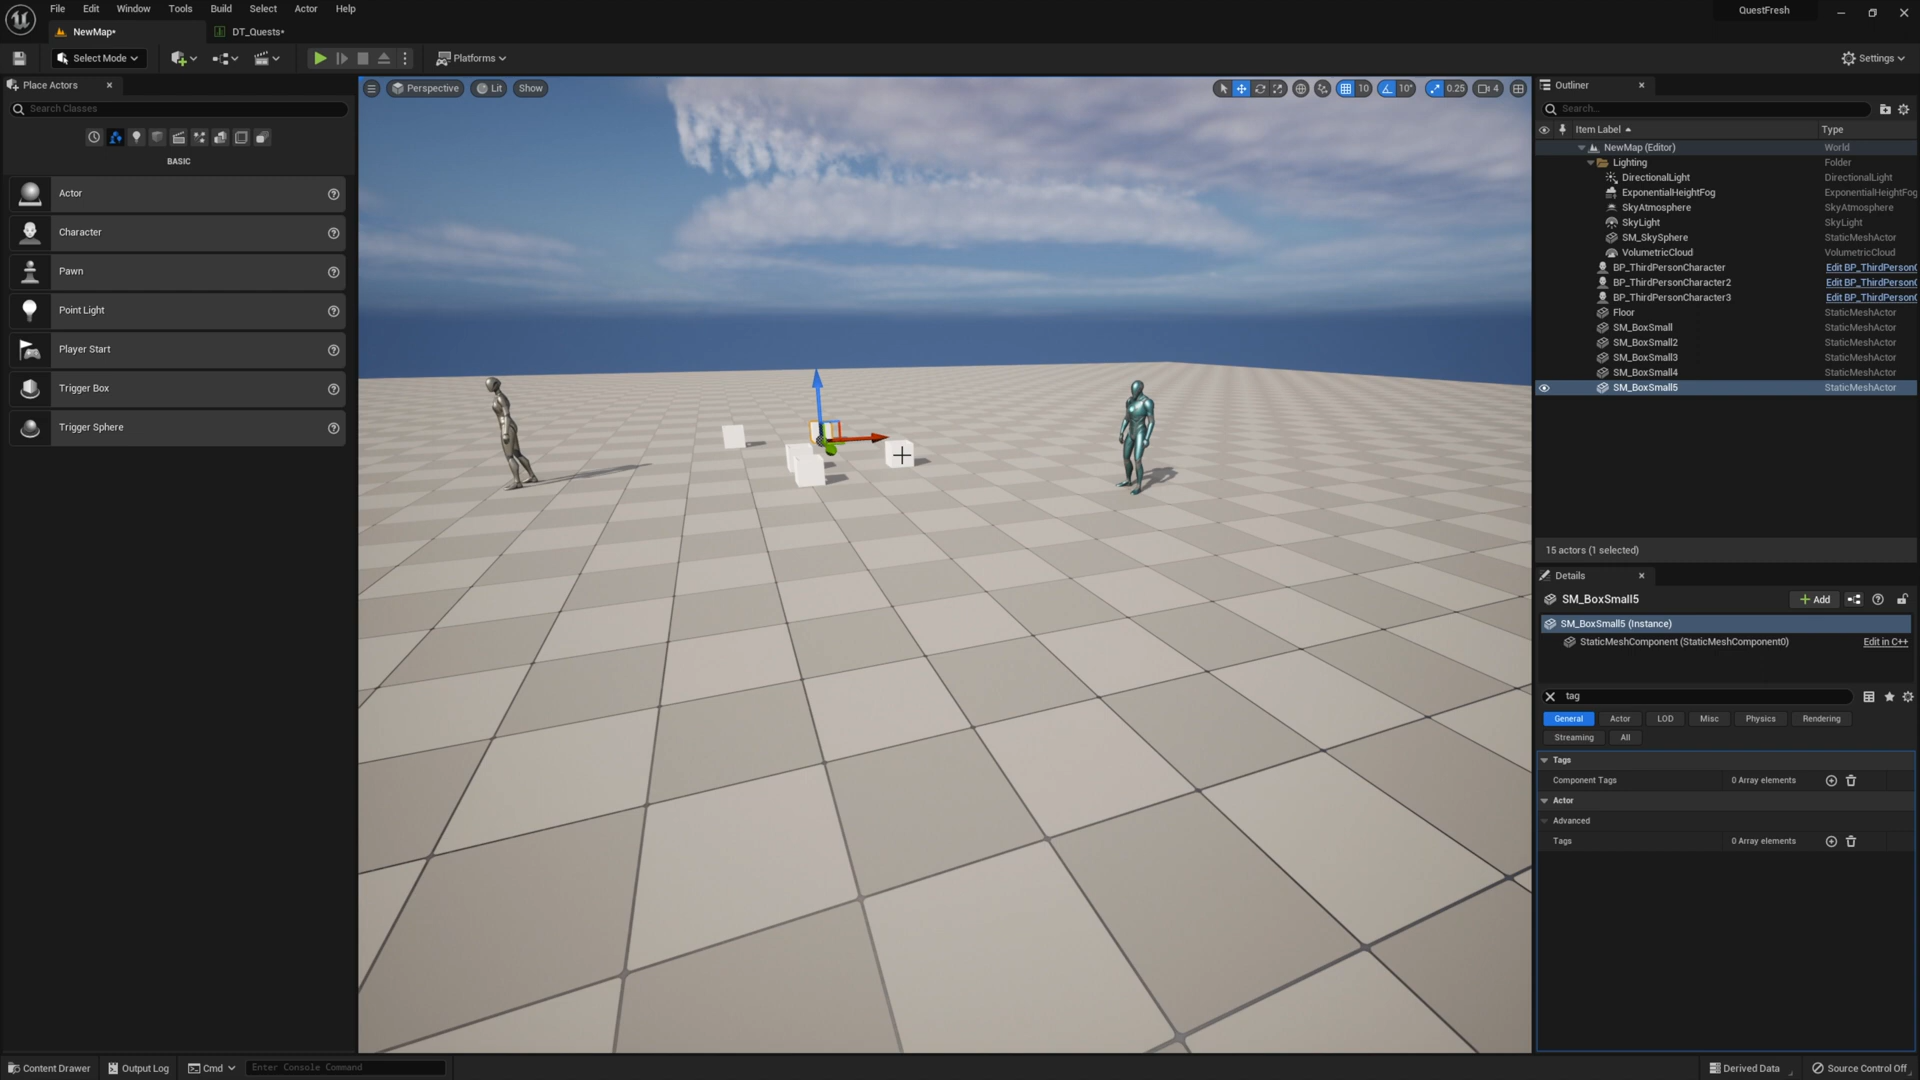 File Edit Window Tools Build Select Actor Help
QuestFresh
NewMap•
DT_Quests•
Select Mode
Platforms
Settings
Place Actors
Search Classes
BASIC
Actor
Character
Pawn
Point Light
Player Start
Trigger Box
Trigger Sphere
Perspective Lit Show
10 10° 0.25 4
Outliner
Search...
Item Label Type
NewMap (Editor) World
Lighting Folder
DirectionalLight DirectionalLight
ExponentialHeightFog ExponentialHeightFog
SkyAtmosphere SkyAtmosphere
SkyLight SkyLight
SM_SkySphere StaticMeshActor
VolumetricCloud VolumetricCloud
BP_ThirdPersonCharacter Edit BP_ThirdPersonC
BP_ThirdPersonCharacter2 Edit BP_ThirdPersonC
BP_ThirdPersonCharacter3 Edit BP_ThirdPersonC
Floor StaticMeshActor
SM_BoxSmall StaticMeshActor
SM_BoxSmall2 StaticMeshActor
SM_BoxSmall3 StaticMeshActor
SM_BoxSmall4 StaticMeshActor
SM_BoxSmall5 StaticMeshActor
15 actors (1 selected)
Details
SM_BoxSmall5
Add
SM_BoxSmall5 (Instance)
StaticMeshComponent (StaticMeshComponent0) Edit in C++
tag
General Actor LOD Misc Physics Rendering
Streaming All
Tags
Component Tags 0 Array elements
Actor
Advanced
Tags 0 Array elements
Content Drawer Output Log Cmd Enter Console Command
Derived Data Source Control Off